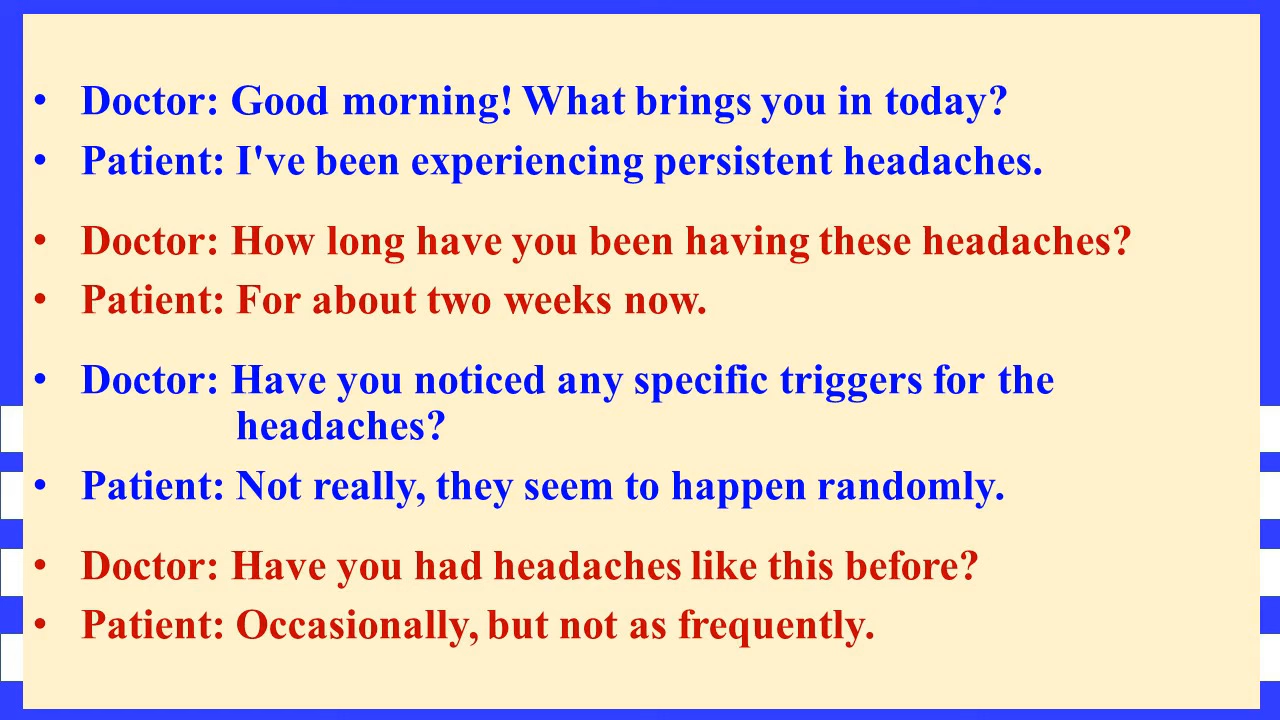 • Doctor: Good morning! What brings you in today?
• Patient: I've been experiencing persistent headaches.
• Doctor: How long have you been having these headaches?
• Patient: For about two weeks now.
• Doctor: Have you noticed any specific triggers for the
headaches?
• Patient: Not really, they seem to happen randomly.
• Doctor: Have you had headaches like this before?
• Patient: Occasionally, but not as frequently.